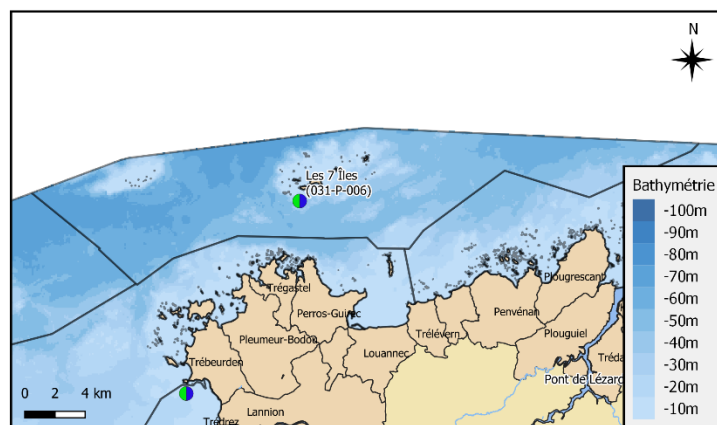 N
Les 7 Îles
(031-P-006)
Bathymétrie
-100m
-90m
-80m
-70m
-60m
-50m
-40m
-30m
-20m
-10m
Plougrescant
Trégastel
Perros-Guirec
Penvénan
Trélévern
Plouguiel
Pleumeur-Bodou
Louannec
Trébeurden
Tréda
Pont de Lézard
0 2 4 km
Lannion
Trédrez